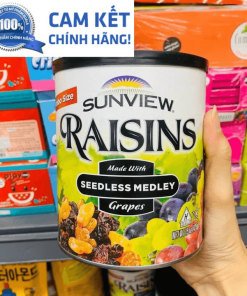 100%
CAM KẾT
CHÍNH HÃNG!
SUNVIEW
RAISINS
Made With
SEEDLESS MEDLEY
Grapes